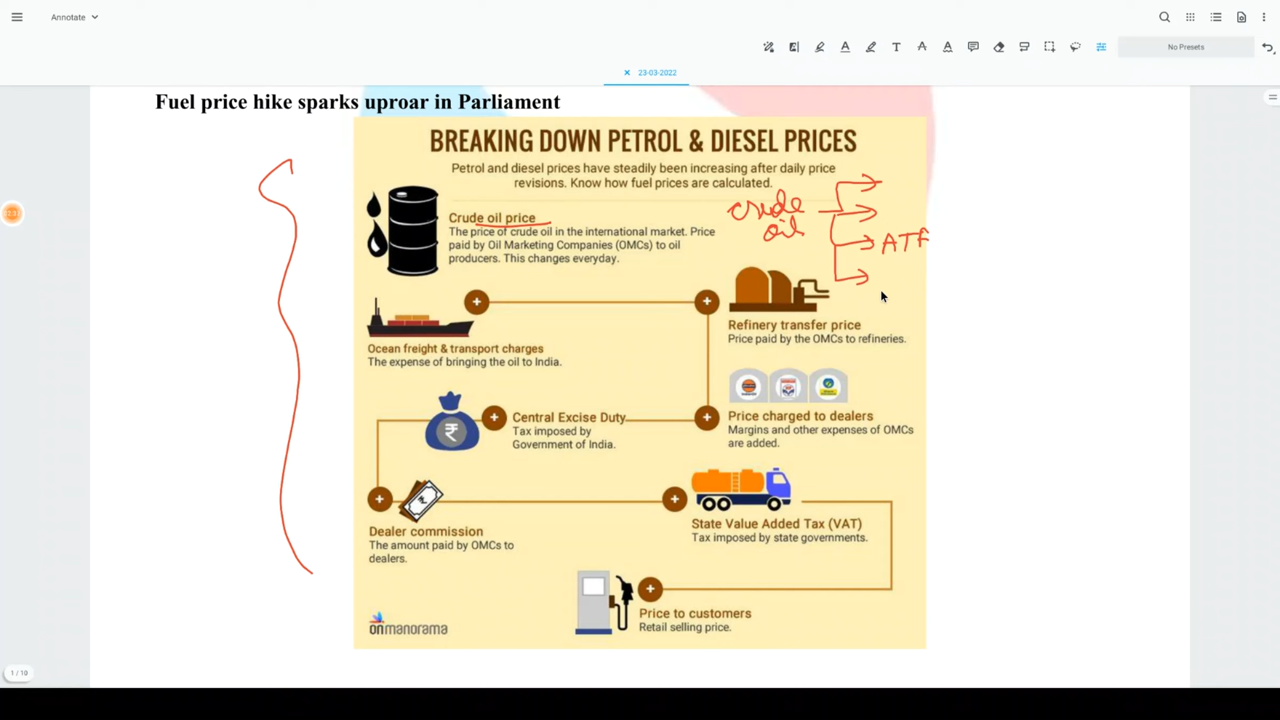 Annotate
No Presets
23-03-2022
Fuel price hike sparks uproar in Parliament
BREAKING DOWN PETROL & DIESEL PRICES
Petrol and diesel prices have steadily been increasing after daily price
revisions. Know how fuel prices are calculated.
Crude oil price
The price of crude oil in the international market. Price
paid by Oil Marketing Companies (OMCs) to oil
producers. This changes everyday.
crude
oil
ATF
Refinery transfer price
Price paid by the OMCs to refineries.
Ocean freight & transport charges
The expense of bringing the oil to India.
Price charged to dealers
Margins and other expenses of OMCs
are added.
Central Excise Duty
Tax imposed by
Government of India.
Dealer commission
The amount paid by OMCs to
dealers.
State Value Added Tax (VAT)
Tax imposed by state governments.
Price to customers
Retail selling price.
onmanorama
1 / 10